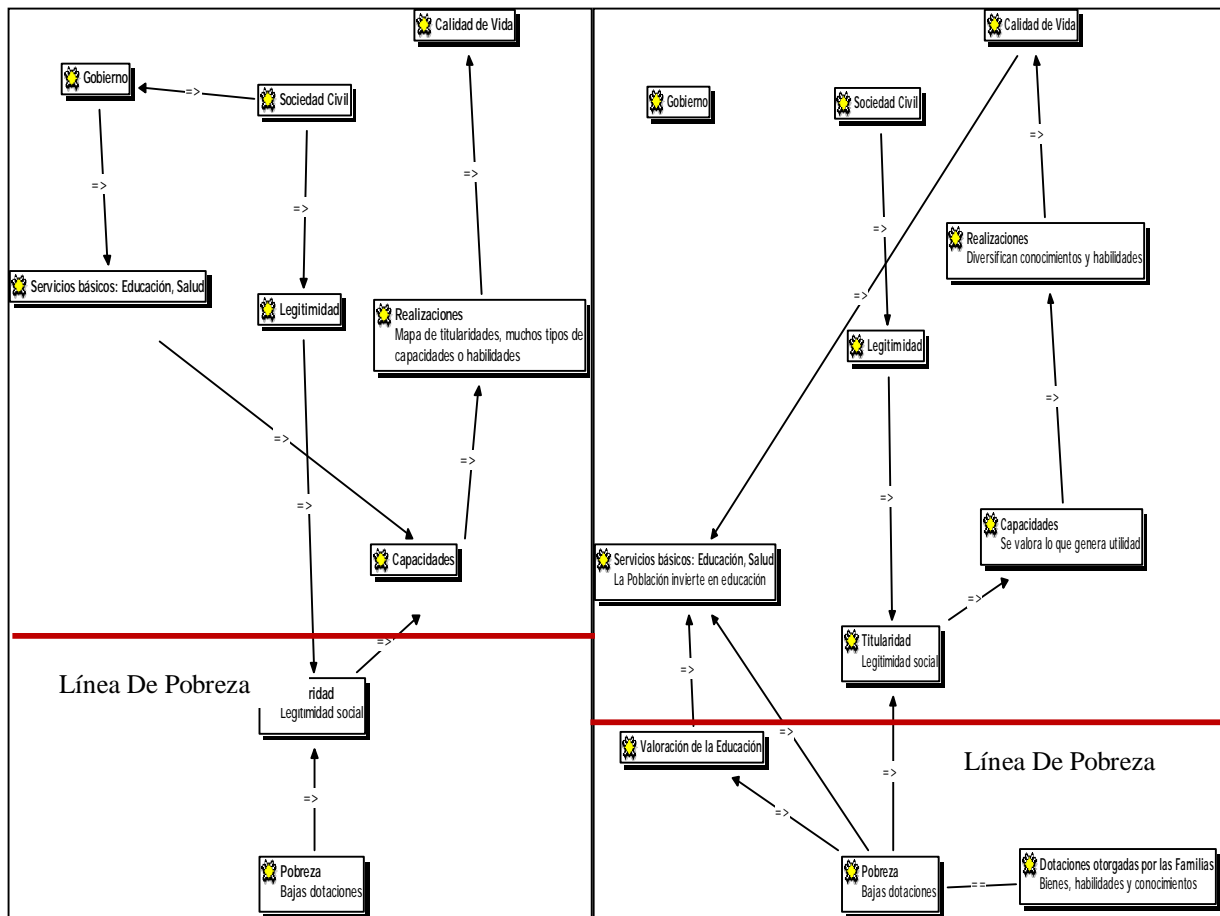 Calidad de Vida
Gobierno
=>
Sociedad Civil
=>
=>
=>
Servicios básicos: Educación, Salud
Legitimidad
Realizaciones
Mapa de titularidades, muchos tipos de
capacidades o habilidades
=>
=>
=>
Capacidades
=>
Línea De Pobreza
ridad
Legitimidad social
=>
Pobreza
Bajas dotaciones
Calidad de Vida
Gobierno
Sociedad Civil
=>
=>
Realizaciones
Diversifican conocimientos y habilidades
=>
Legitimidad
=>
=>
Capacidades
Se valora lo que genera utilidad
Servicios básicos: Educación, Salud
La Población invierte en educación
=>
Titularidad
Legitimidad social
=>
Valoración de la Educación
=>
=>
Línea De Pobreza
=>
Pobreza
Bajas dotaciones
==
Dotaciones otorgadas por las Familias
Bienes, habilidades y conocimientos